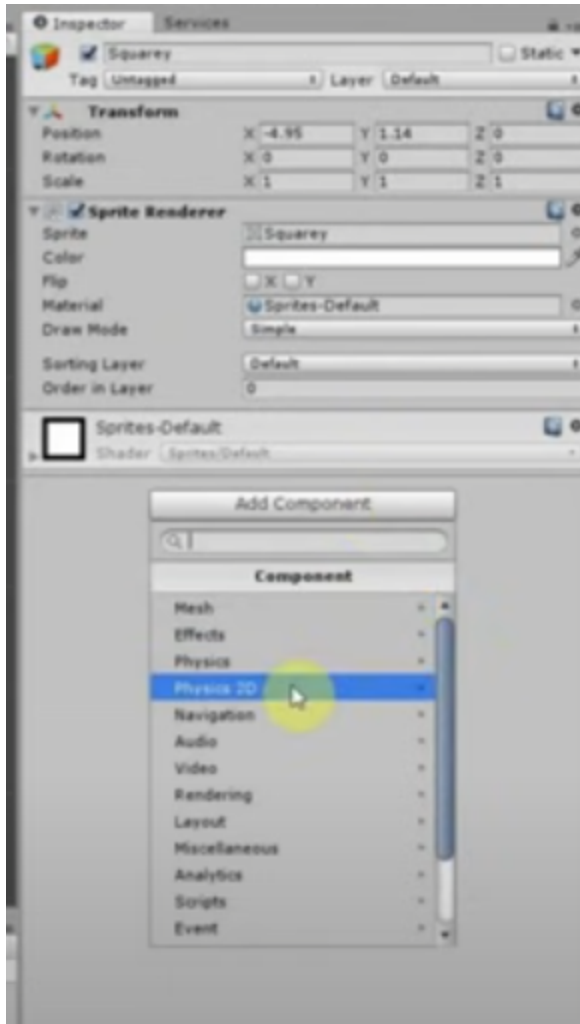 Inspector Services
Squarey Static
Tag Untagged Layer Default
Transform
Position X -4.95 Y 1.14 Z 0
Rotation X 0 Y 0 Z 0
Scale X 1 Y 1 Z 1
Sprite Renderer
Sprite Squarey
Color
Flip X Y
Material Sprites-Default
Draw Mode Simple
Sorting Layer Default
Order in Layer 0
Sprites-Default
Shader Sprites/Default
Add Component
Component
Mesh
Effects
Physics
Physics 2D
Navigation
Audio
Video
Rendering
Layout
Miscellaneous
Analytics
Scripts
Event